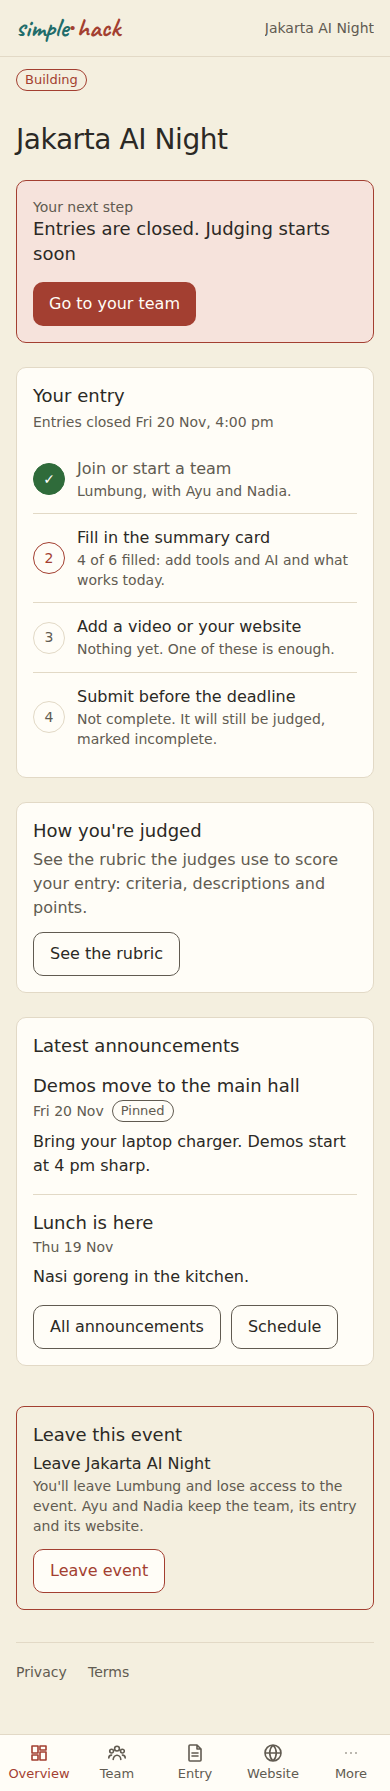 simple·hack
Jakarta AI Night
Building
Jakarta AI Night
Your next step
Entries are closed. Judging starts
soon
Go to your team
Your entry
Entries closed Fri 20 Nov, 4:00 pm
✓
Join or start a team
Lumbung, with Ayu and Nadia.
2
Fill in the summary card
4 of 6 filled: add tools and AI and what
works today.
3
Add a video or your website
Nothing yet. One of these is enough.
4
Submit before the deadline
Not complete. It will still be judged,
marked incomplete.
How you're judged
See the rubric the judges use to score
your entry: criteria, descriptions and
points.
See the rubric
Latest announcements
Demos move to the main hall
Fri 20 Nov Pinned
Bring your laptop charger. Demos start
at 4 pm sharp.
Lunch is here
Thu 19 Nov
Nasi goreng in the kitchen.
All announcements Schedule
Leave this event
Leave Jakarta AI Night
You'll leave Lumbung and lose access to the
event. Ayu and Nadia keep the team, its entry
and its website.
Leave event
Privacy Terms
Overview Team Entry Website More